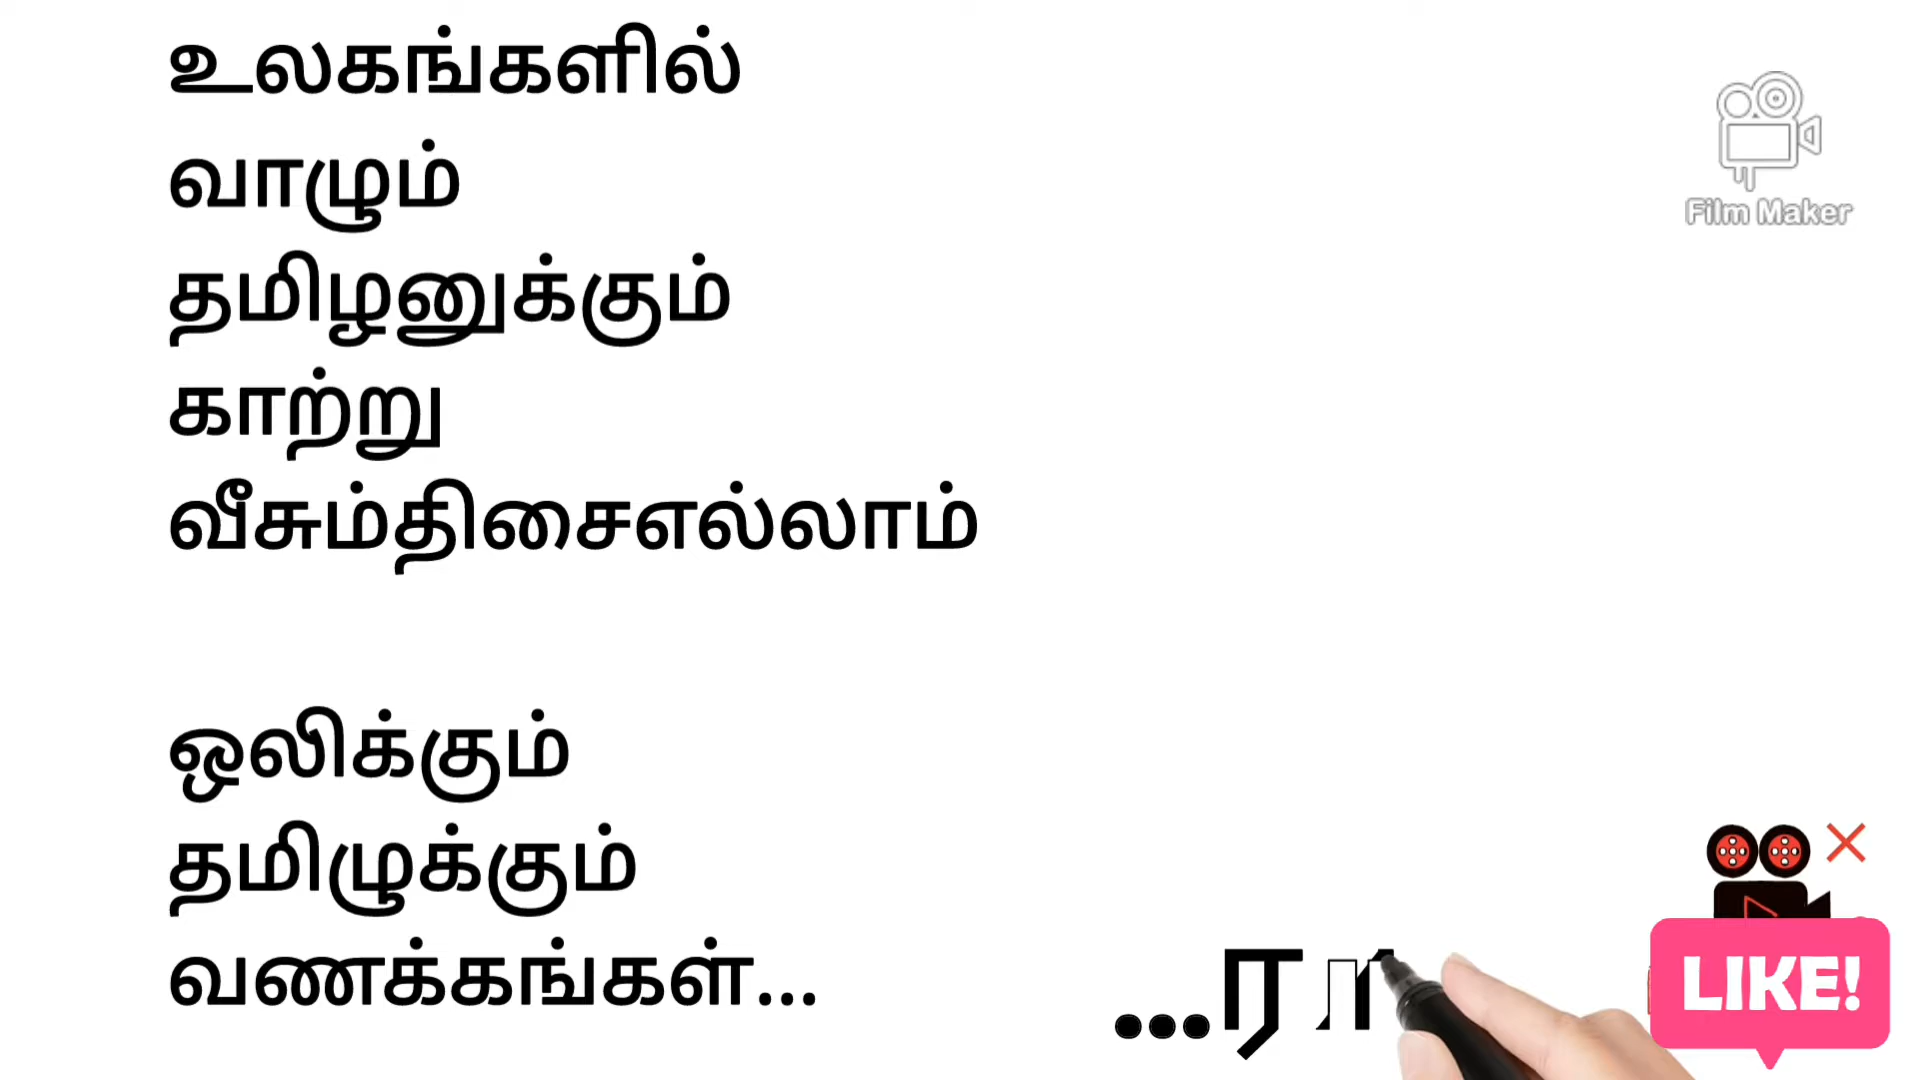 உலகங்களில்
வாழும்
தமிழனுக்கும்
காற்று
வீசும்திசைஎல்லாம்
ஒலிக்கும்
தமிழுக்கும்
வணக்கங்கள்...
...ரா
Film Maker
LIKE!